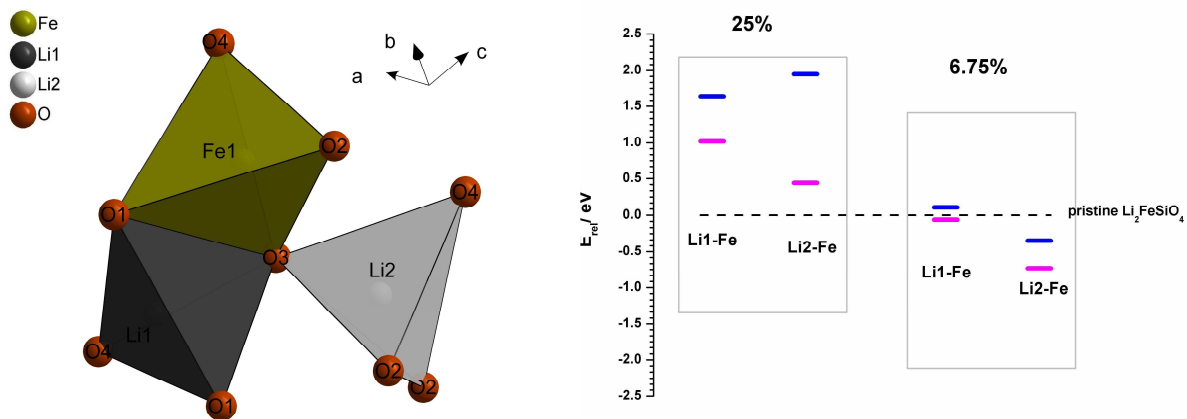 Fe
Li1
Li2
O
a
b
c
O4
Fe1
O2
O1
O3
O4
Li2
Li1
O4
O2
O2
O1
25%
6.75%
2.5
2.0
1.5
1.0
0.5
0.0
-0.5
-1.0
-1.5
-2.0
-2.5
E_rel / eV
Li1-Fe
Li2-Fe
Li1-Fe
Li2-Fe
pristine Li₂FeSiO₄